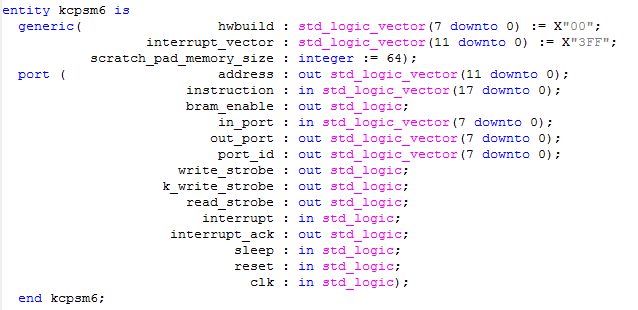 entity kcpsm6 is
generic( hwbuild : std_logic_vector(7 downto 0) := X"00";
interrupt_vector : std_logic_vector(11 downto 0) := X"3FF";
scratch_pad_memory_size : integer := 64);
port ( address : out std_logic_vector(11 downto 0);
instruction : in std_logic_vector(17 downto 0);
bram_enable : out std_logic;
in_port : in std_logic_vector(7 downto 0);
out_port : out std_logic_vector(7 downto 0);
port_id : out std_logic_vector(7 downto 0);
write_strobe : out std_logic;
k_write_strobe : out std_logic;
read_strobe : out std_logic;
interrupt : in std_logic;
interrupt_ack : out std_logic;
sleep : in std_logic;
reset : in std_logic;
clk : in std_logic);
end kcpsm6;